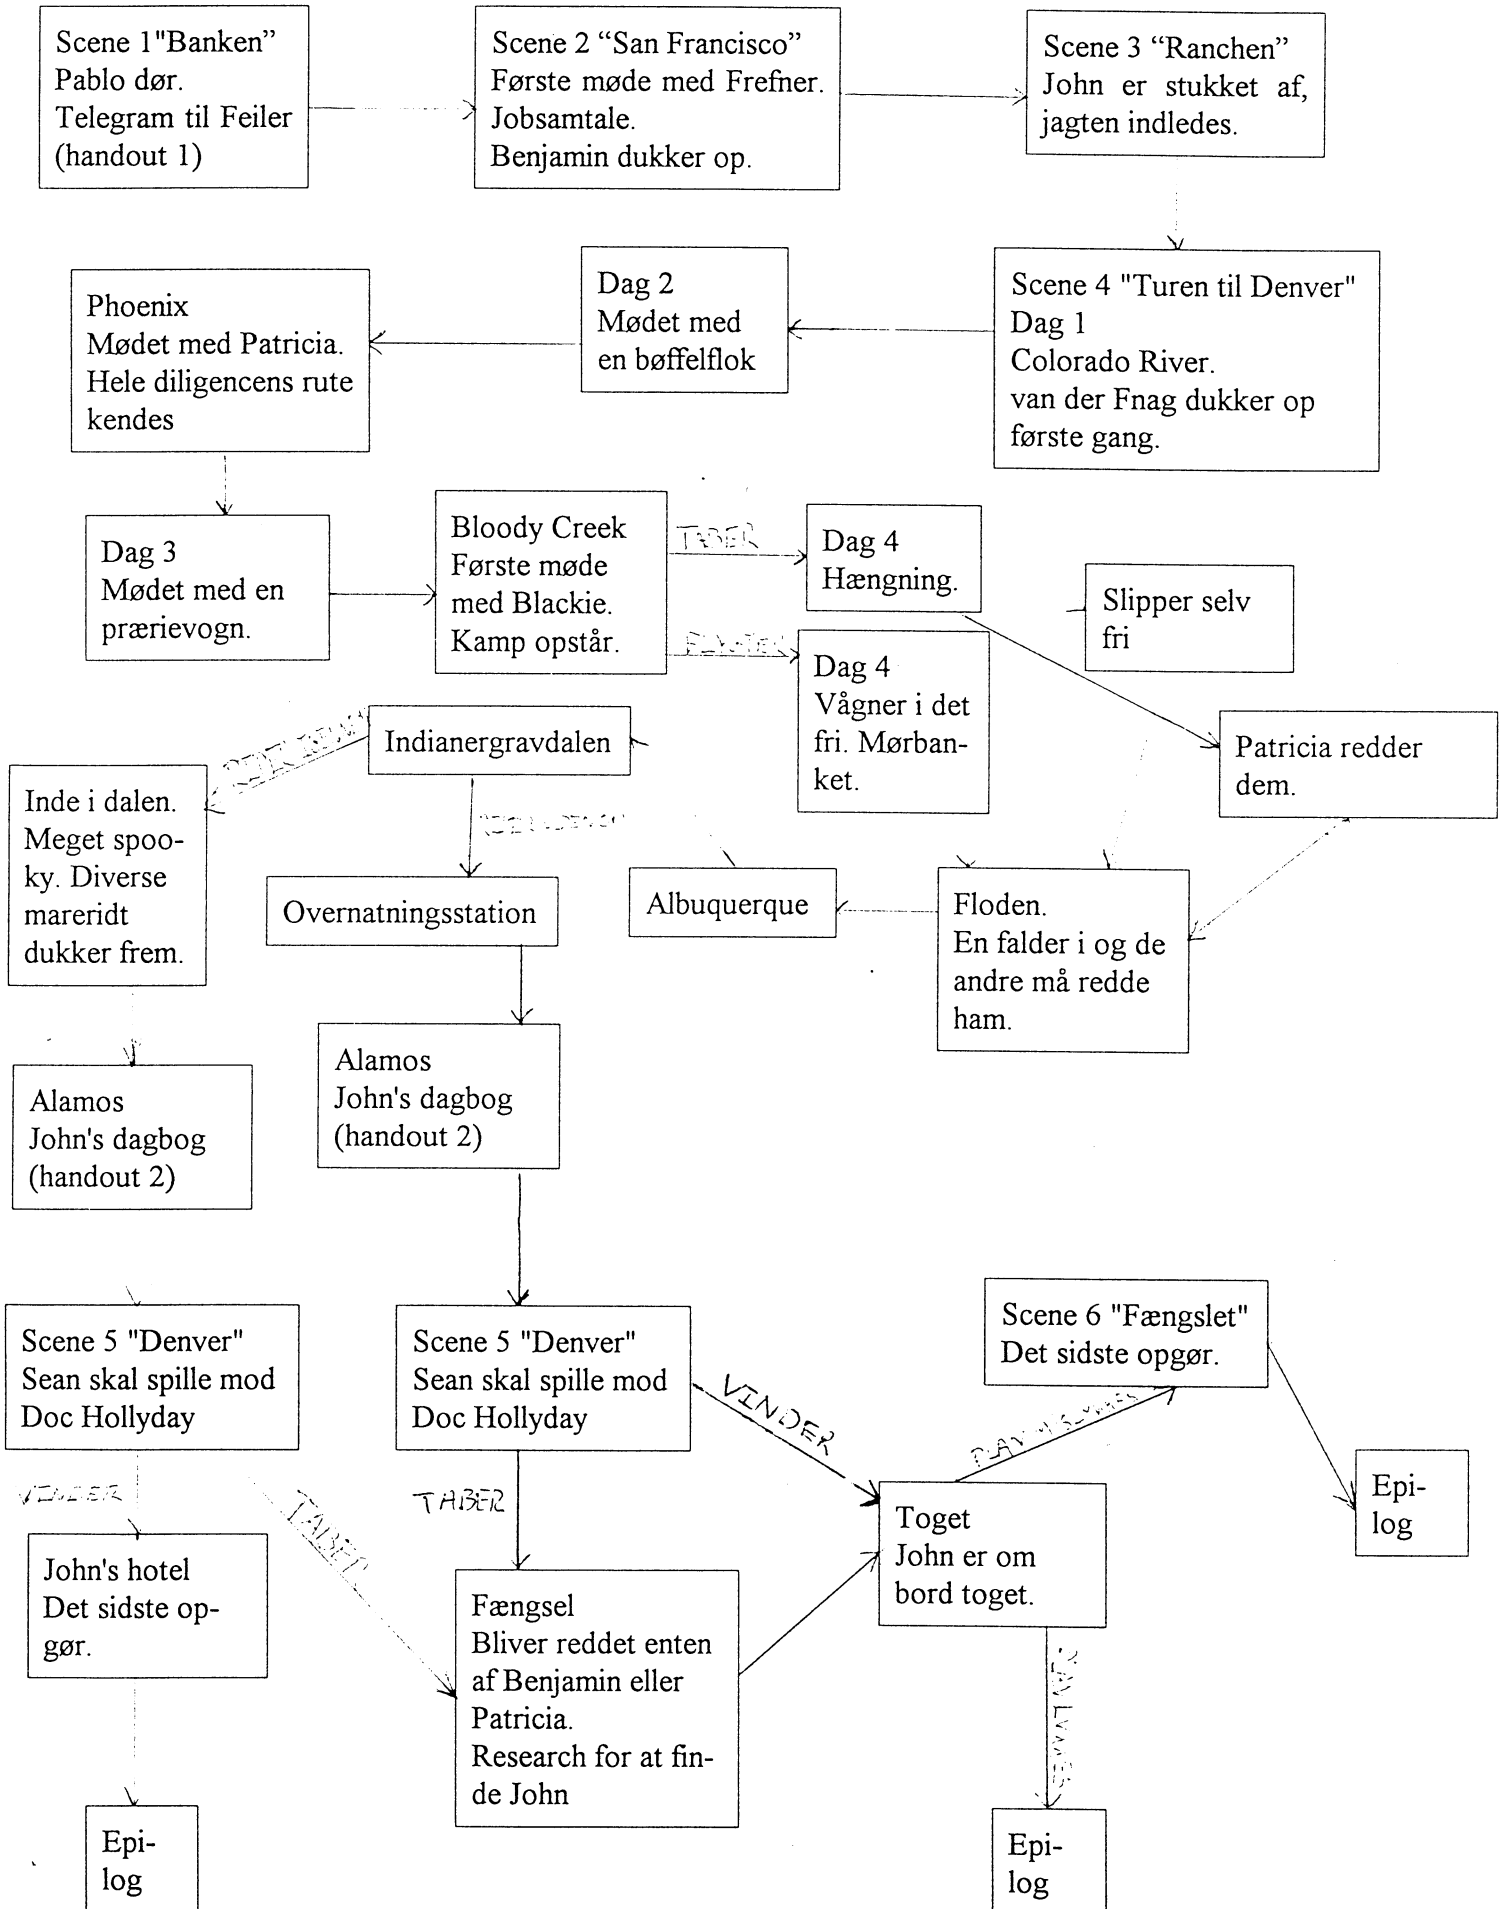 Scene 1"Banken”
Pablo dør.
Telegram til Feiler
(handout 1)
Scene 2 “San Francisco”
Første møde med Frefner.
Jobsamtale.
Benjamin dukker op.
Scene 3 “Ranchen”
John er stukket af,
jagten indledes.
Scene 4 "Turen til Denver"
Dag 1
Colorado River.
van der Fnag dukker op
første gang.
Dag 2
Mødet med
en bøffelflok
Phoenix
Mødet med Patricia.
Hele diligencens rute
kendes
Dag 3
Mødet med en
prærievogn.
Bloody Creek
Første møde
med Blackie.
Kamp opstår.
TABER
Dag 4
Hængning.
Slipper selv
fri
Dag 4
Vågner i det
fri. Mørban-
ket.
Patricia redder
dem.
Indianergravdalen
Inde i dalen.
Meget spoo-
ky. Diverse
mareridt
dukker frem.
Overnatningsstation
Albuquerque
Floden.
En falder i og de
andre må redde
ham.
Alamos
John's dagbog
(handout 2)
Alamos
John's dagbog
(handout 2)
Scene 5 "Denver"
Sean skal spille mod
Doc Hollyday
Scene 5 "Denver"
Sean skal spille mod
Doc Hollyday
Scene 6 "Fængslet"
Det sidste opgør.
VINDER
VINDER
TABER
TABER
Toget
John er om
bord toget.
Epi-
log
John's hotel
Det sidste op-
gør.
Fængsel
Bliver reddet enten
af Benjamin eller
Patricia.
Research for at fin-
de John
Epi-
log
Epi-
log